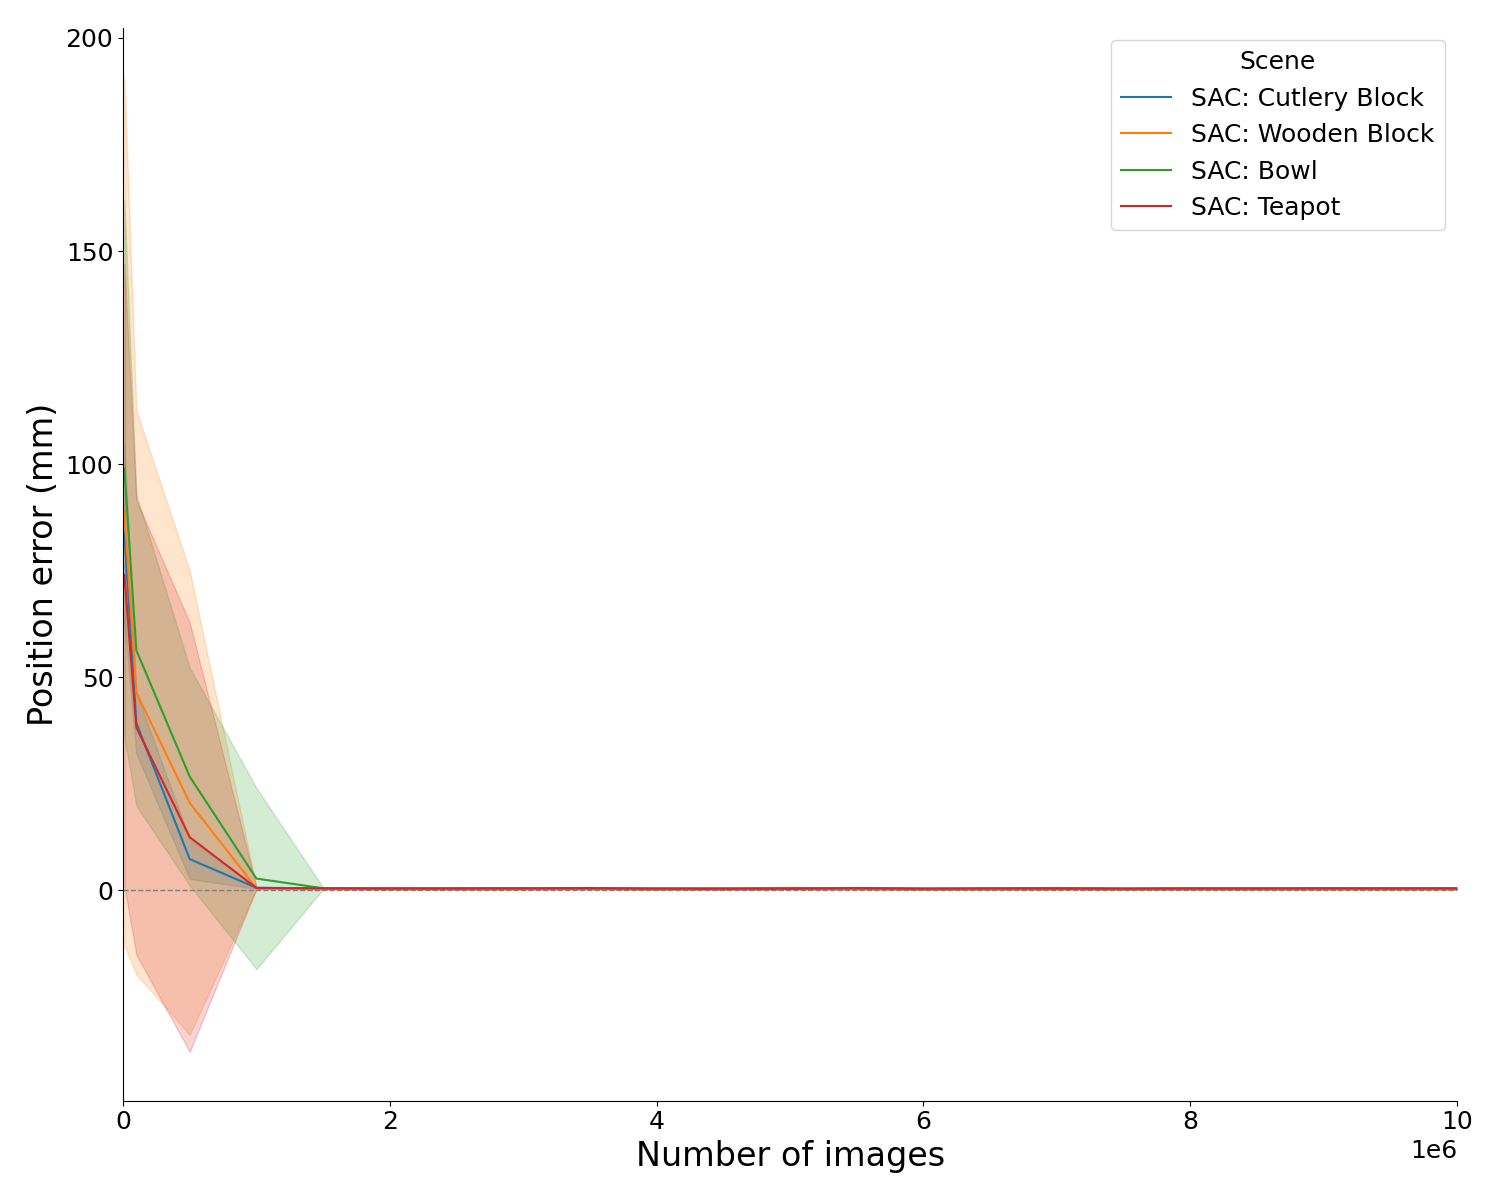 200
150
100
50
0
Position error (mm)
Scene
SAC: Cutlery Block
SAC: Wooden Block
SAC: Bowl
SAC: Teapot
0 2 4 6 8 10
1e6
Number of images